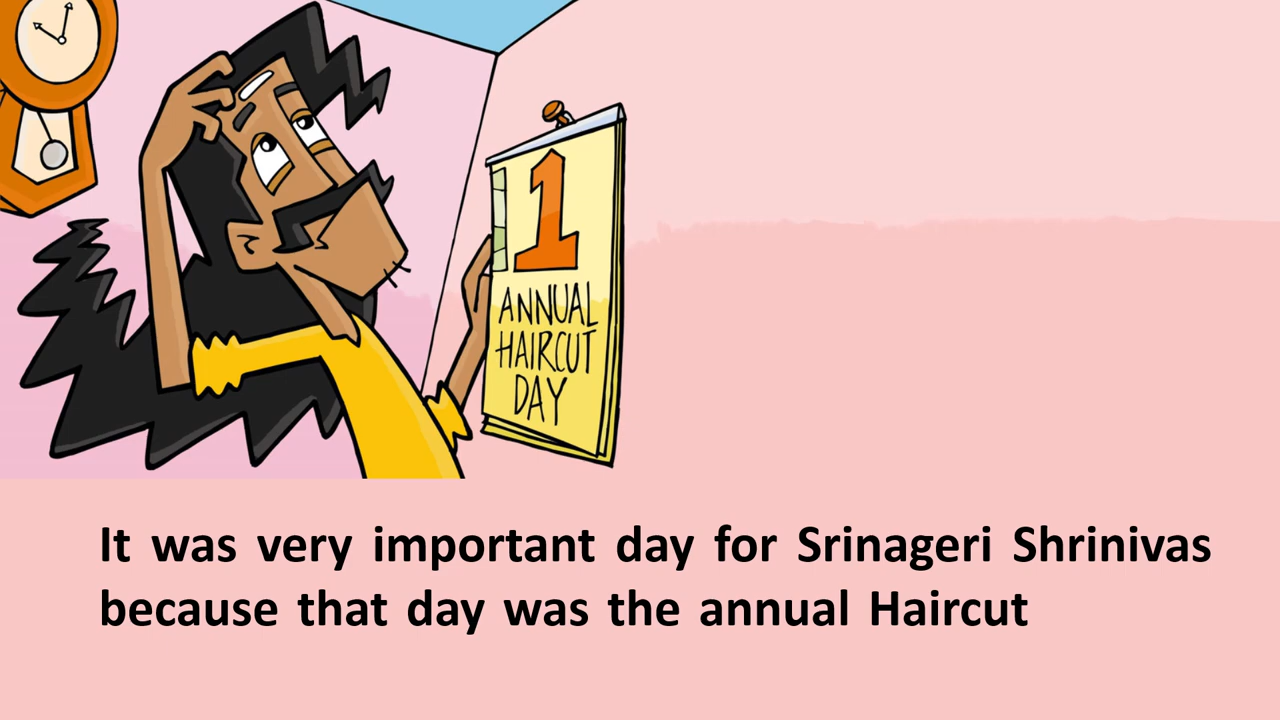 1
ANNUAL
HAIRCUT
DAY
It was very important day for Srinageri Shrinivas
because that day was the annual Haircut